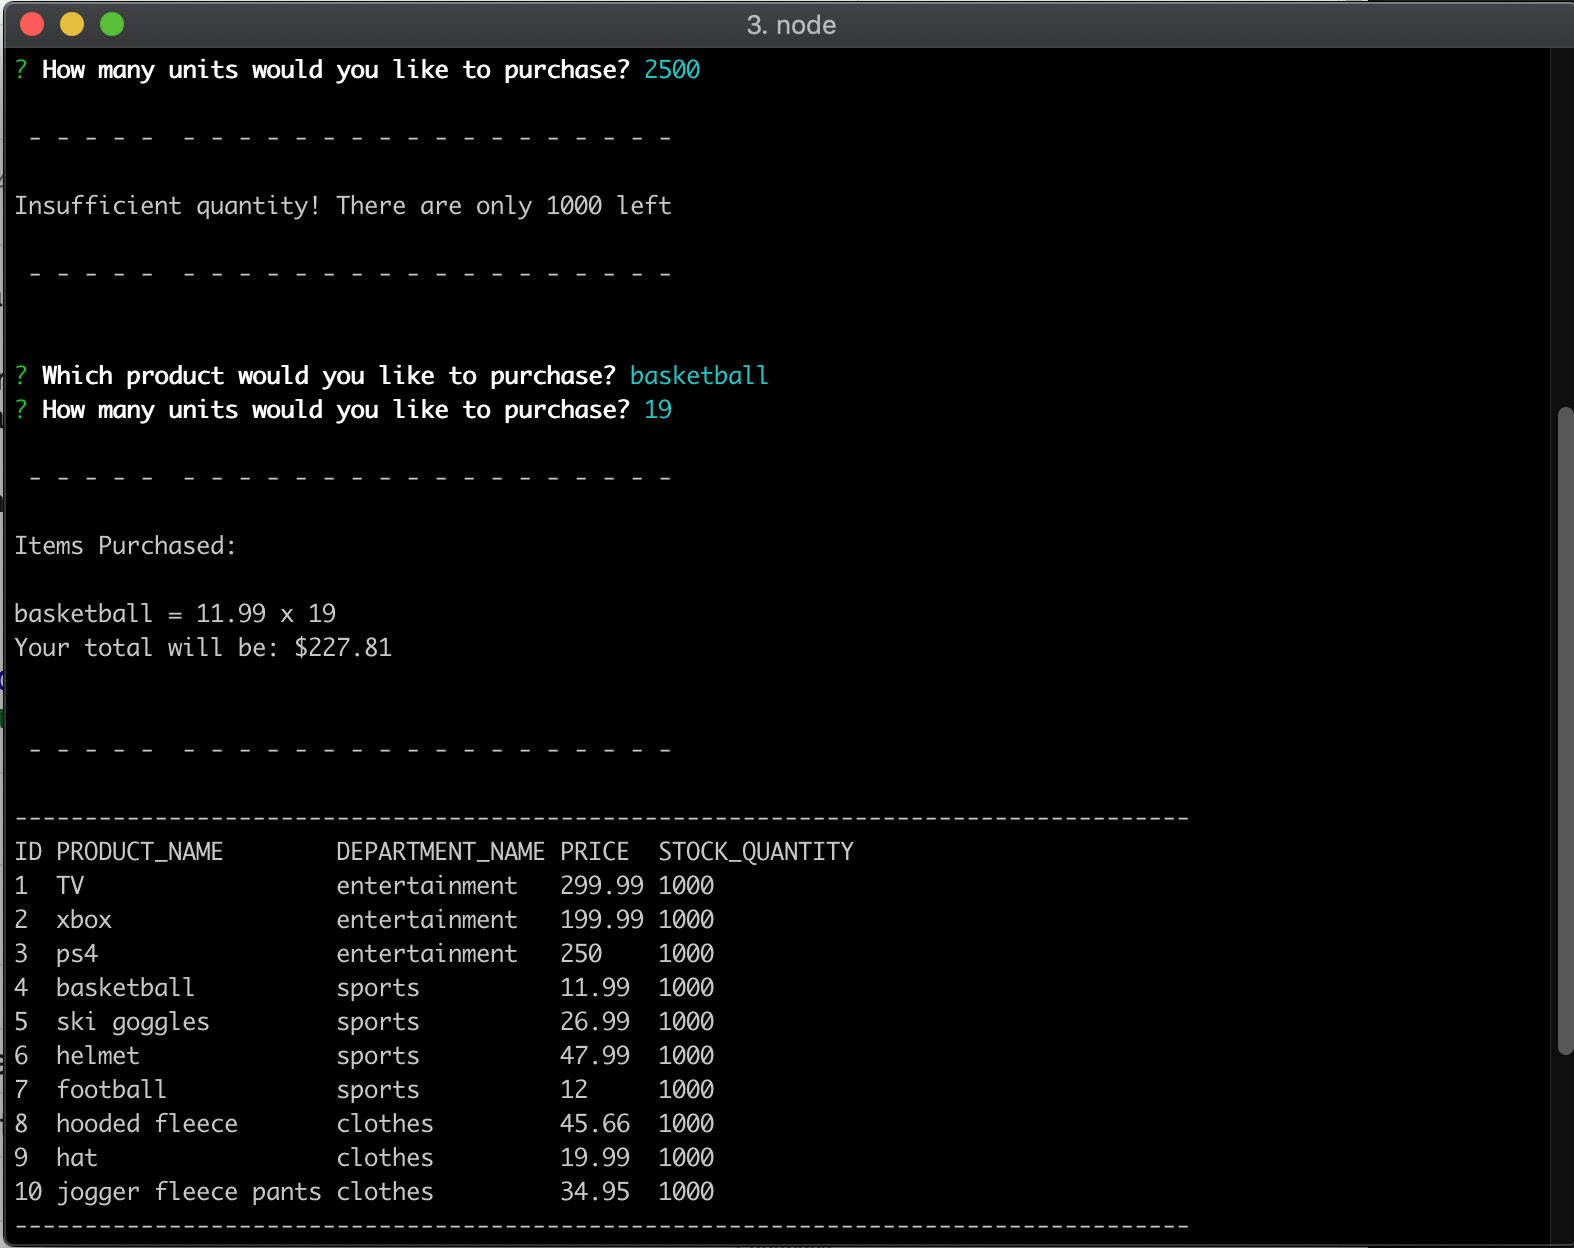 3. node
? How many units would you like to purchase? 2500
- - - - -  - - - - - - - - - - - - - - - - - -
Insufficient quantity! There are only 1000 left
- - - - -  - - - - - - - - - - - - - - - - - -
? Which product would you like to purchase? basketball
? How many units would you like to purchase? 19
- - - - -  - - - - - - - - - - - - - - - - - -
Items Purchased:
basketball = 11.99 x 19
Your total will be: $227.81
- - - - -  - - - - - - - - - - - - - - - - - -
------------------------------------------------------------------------------------
ID PRODUCT_NAME        DEPARTMENT_NAME PRICE  STOCK_QUANTITY
1  TV                  entertainment   299.99 1000
2  xbox                entertainment   199.99 1000
3  ps4                 entertainment   250    1000
4  basketball          sports          11.99  1000
5  ski goggles         sports          26.99  1000
6  helmet              sports          47.99  1000
7  football            sports          12     1000
8  hooded fleece       clothes         45.66  1000
9  hat                 clothes         19.99  1000
10 jogger fleece pants clothes         34.95  1000
------------------------------------------------------------------------------------